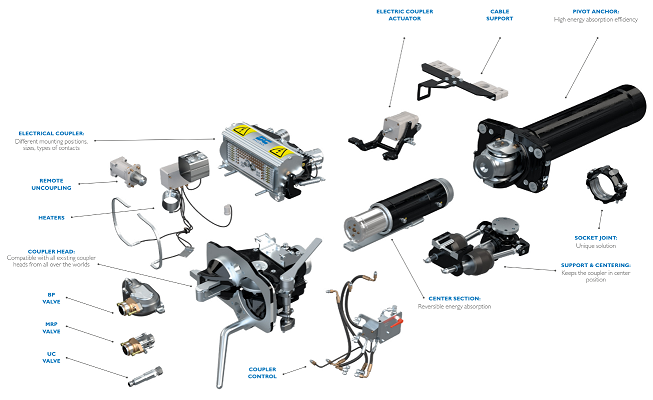 ELECTRIC COUPLER
ACTUATOR
CABLE
SUPPORT
PIVOT ANCHOR:
High energy absorption efficiency
ELECTRICAL COUPLER:
Different mounting positions,
sizes, types of contacts
REMOTE
UNCOUPLING
HEATERS
COUPLER HEAD:
Compatible with all existing coupler
heads from all over the worlds
BP
VALVE
MRP
VALVE
UC
VALVE
COUPLER
CONTROL
CENTER SECTION:
Reversible energy absorption
SOCKET JOINT:
Unique solution
SUPPORT & CENTERING:
Keeps the coupler in center
position